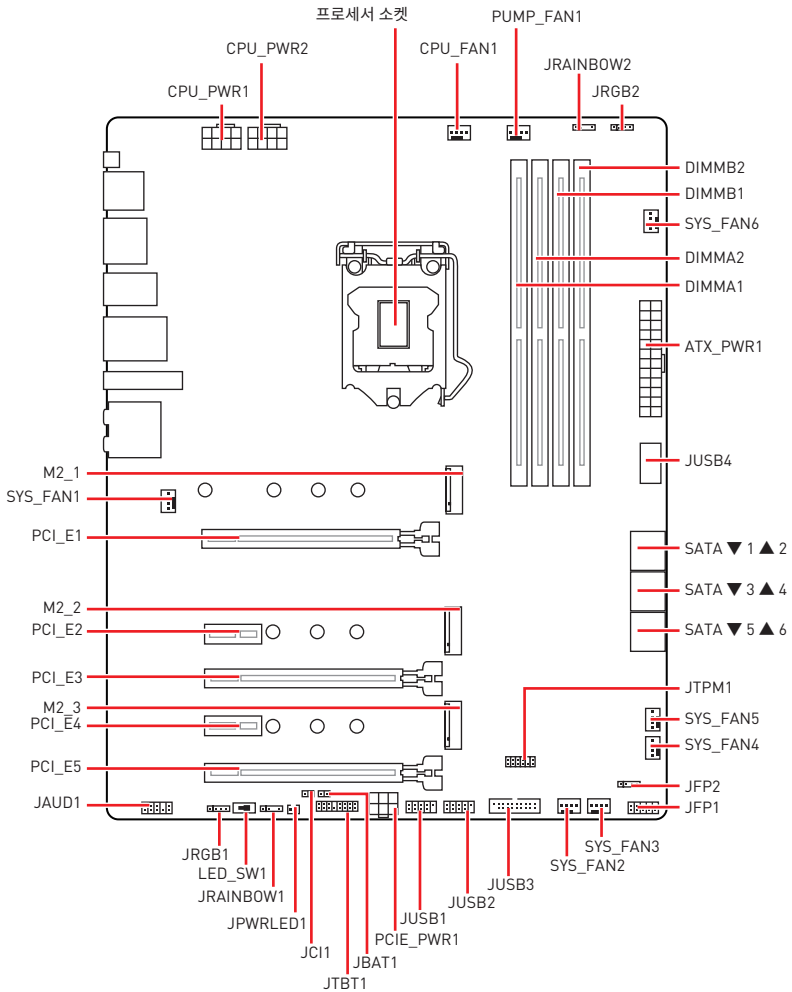 프로세서 소켓
PUMP_FAN1
CPU_PWR2
CPU_FAN1
JRAINBOW2
CPU_PWR1
JRGB2
DIMMB2
DIMMB1
SYS_FAN6
DIMMA2
DIMMA1
ATX_PWR1
M2_1
JUSB4
SYS_FAN1
PCI_E1
SATA ▼ 1 ▲ 2
SATA ▼ 3 ▲ 4
M2_2
PCI_E2
SATA ▼ 5 ▲ 6
PCI_E3
JTPM1
M2_3
PCI_E4
SYS_FAN5
SYS_FAN4
PCI_E5
JFP2
JAUD1
JFP1
JRGB1
SYS_FAN3
LED_SW1
SYS_FAN2
JRAINBOW1
JUSB3
JUSB2
JPWRLED1
JUSB1
PCIE_PWR1
JCI1
JBAT1
JTBT1